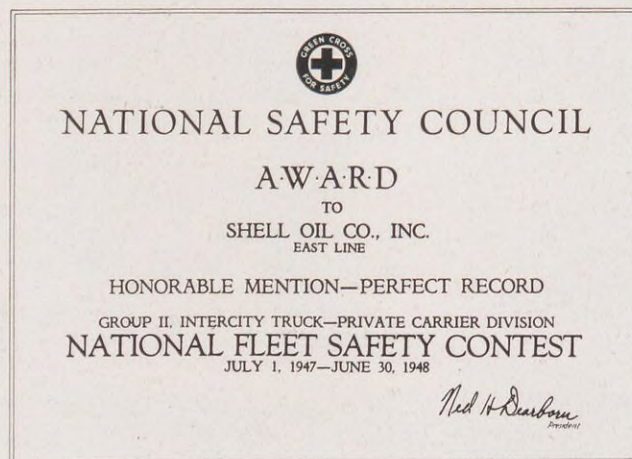 GREEN CROSS
FOR SAFETY
NATIONAL SAFETY COUNCIL
A·W·A·R·D
TO
SHELL OIL CO., INC.
EAST LINE
HONORABLE MENTION—PERFECT RECORD
GROUP II, INTERCITY TRUCK—PRIVATE CARRIER DIVISION
NATIONAL FLEET SAFETY CONTEST
JULY 1, 1947—JUNE 30, 1948
Ned H Dearborn
President